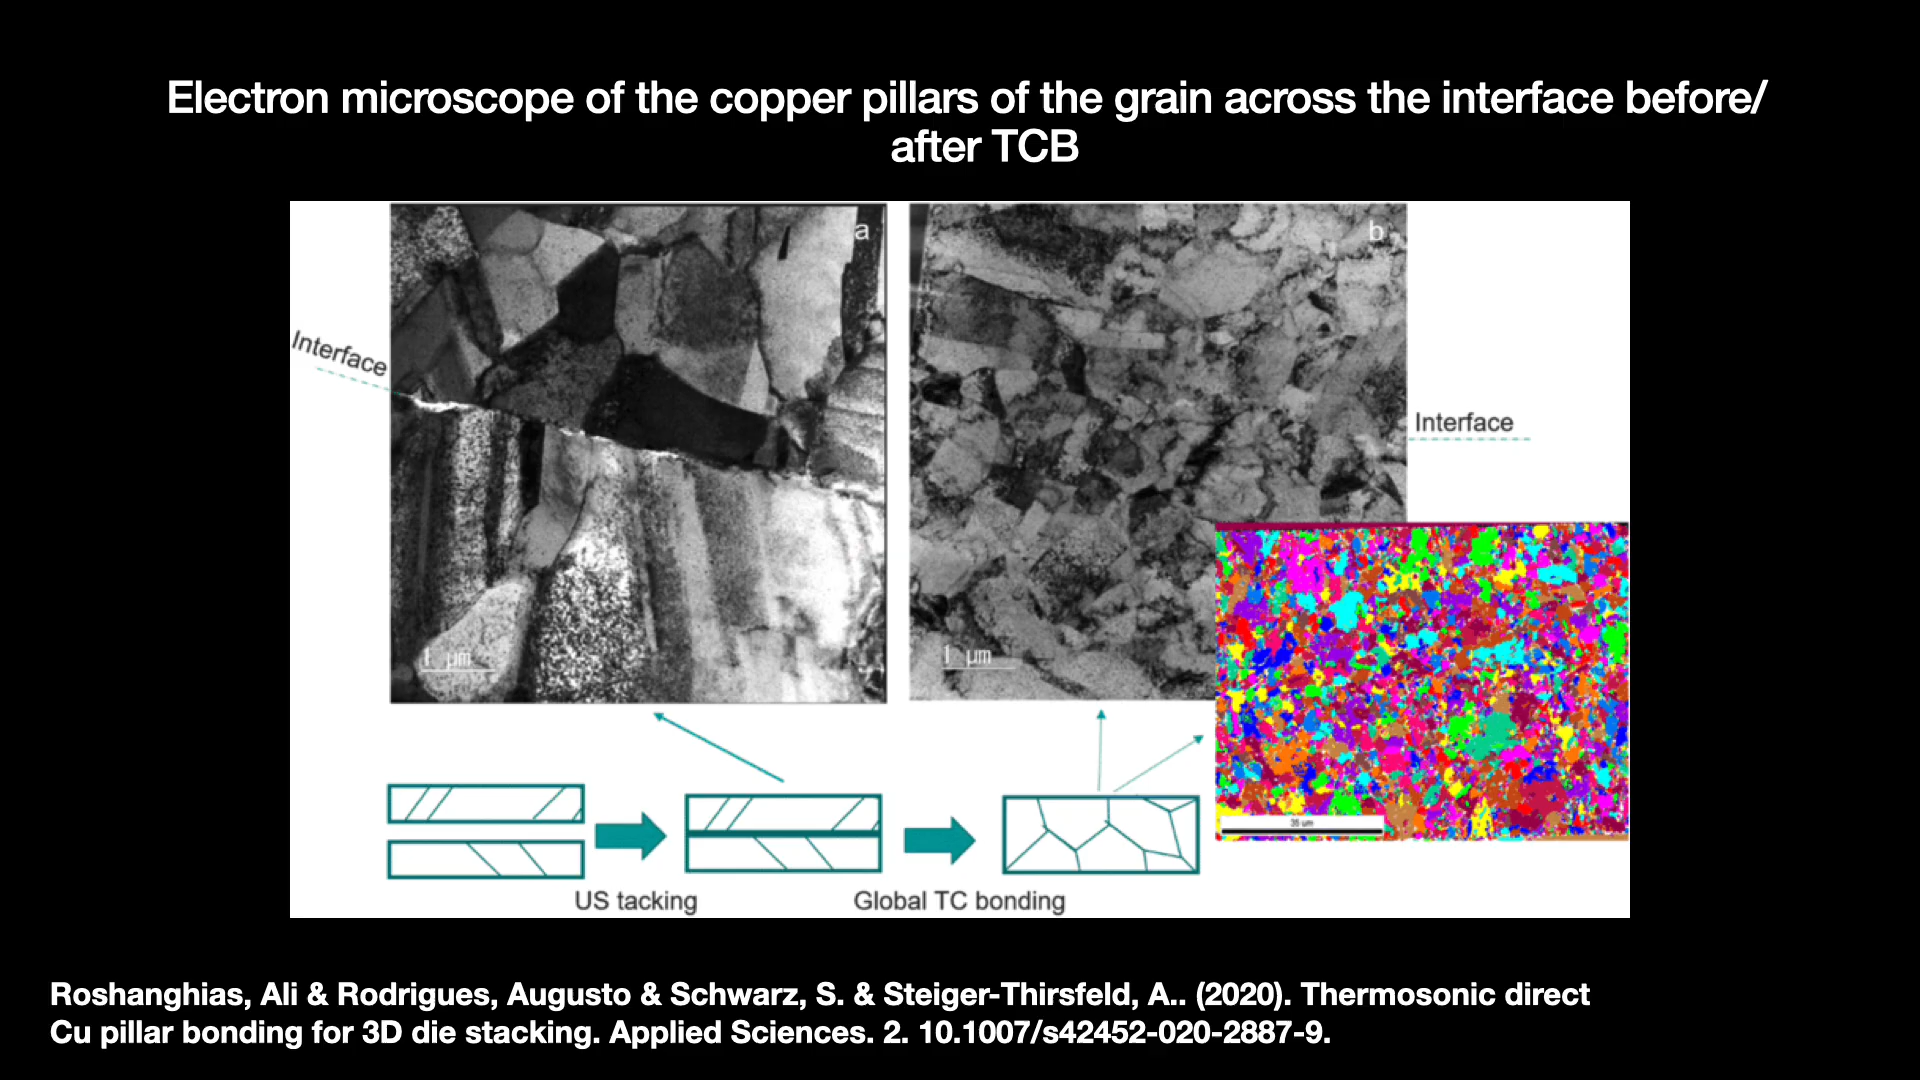 Electron microscope of the copper pillars of the grain across the interface before/
after TCB
a
b
Interface
Interface
1 µm
1 µm
35 um
US tacking
Global TC bonding
Roshanghias, Ali & Rodrigues, Augusto & Schwarz, S. & Steiger-Thirsfeld, A.. (2020). Thermosonic direct
Cu pillar bonding for 3D die stacking. Applied Sciences. 2. 10.1007/s42452-020-2887-9.